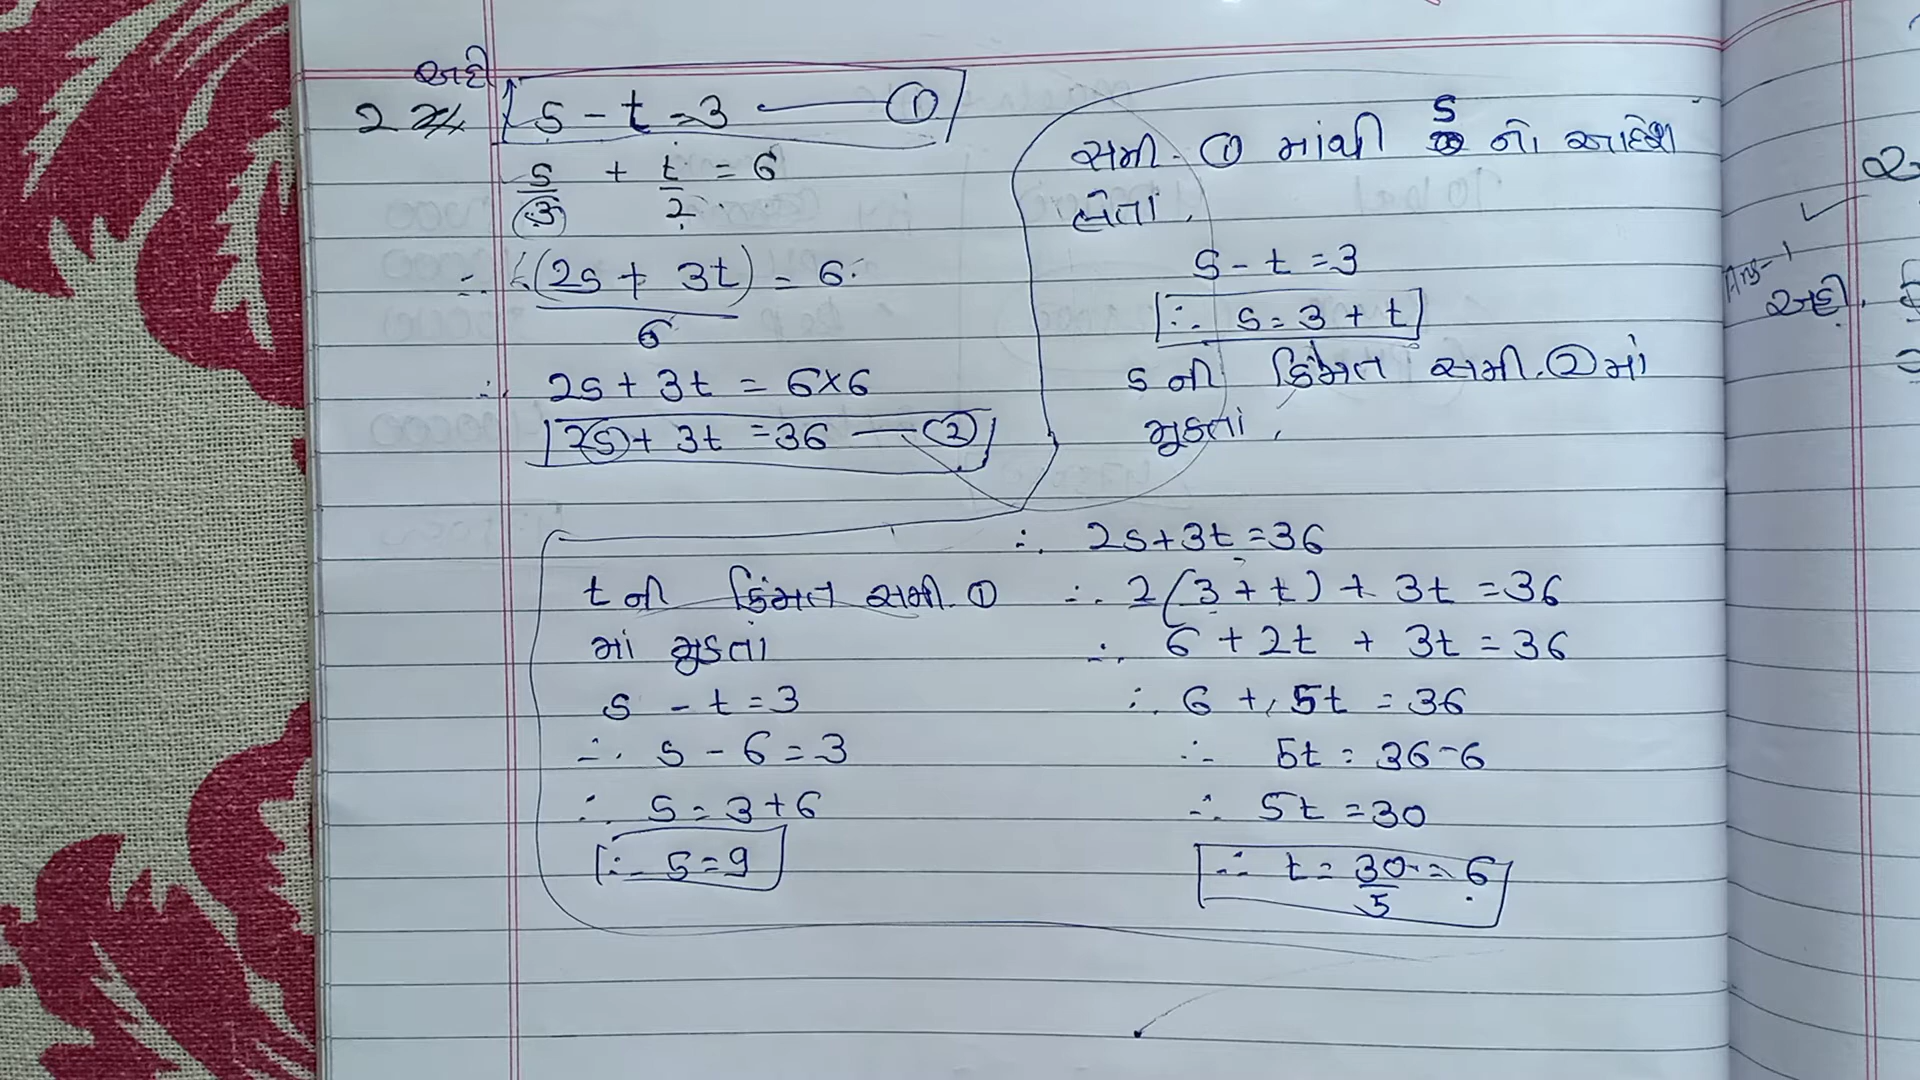 અહીં
2 s - t = 3 —— ①
s/3 + t/2 = 6
∴ (2s + 3t)/6 = 6
∴ 2s + 3t = 6×6
2s + 3t = 36 — ②
સમી. ① માંથી s નો આદેશ
લેતાં,
s - t = 3
∴ s = 3 + t
s ની કિંમત સમી. ② માં
મુકતાં,
∴ 2s + 3t = 36
∴ 2(3 + t) + 3t = 36
∴ 6 + 2t + 3t = 36
∴ 6 + 5t = 36
∴ 5t = 36 - 6
∴ 5t = 30
∴ t = 30/5 = 6
t ની કિંમત સમી. ①
માં મુકતાં
s - t = 3
∴ s - 6 = 3
∴ s = 3 + 6
∴ s = 9
Ans-1
અહીં,